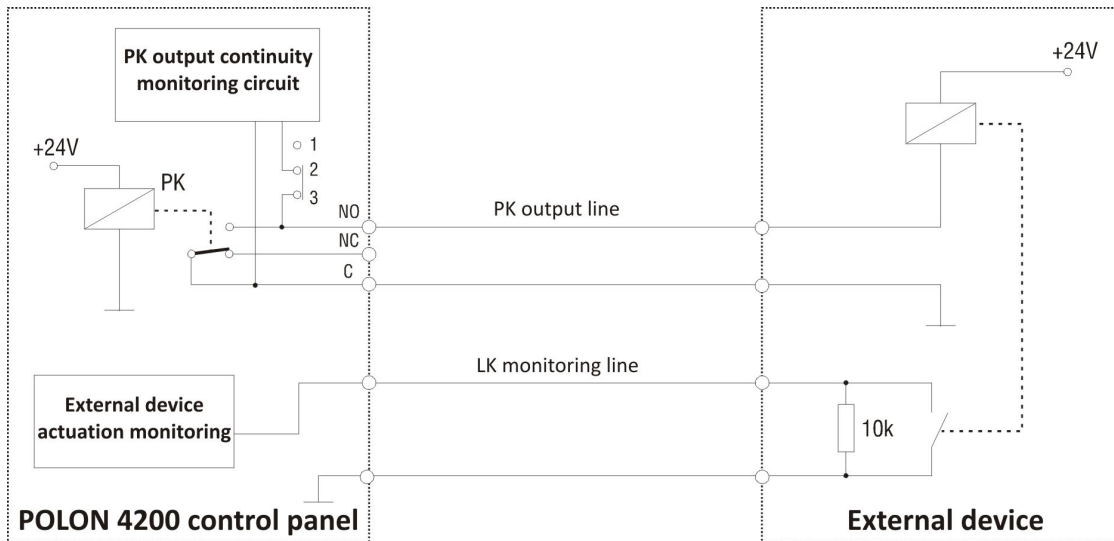 PK output continuity
monitoring circuit
+24V
PK
1
2
3
NO
NC
C
PK output line
+24V
LK monitoring line
External device
actuation monitoring
10k
POLON 4200 control panel
External device